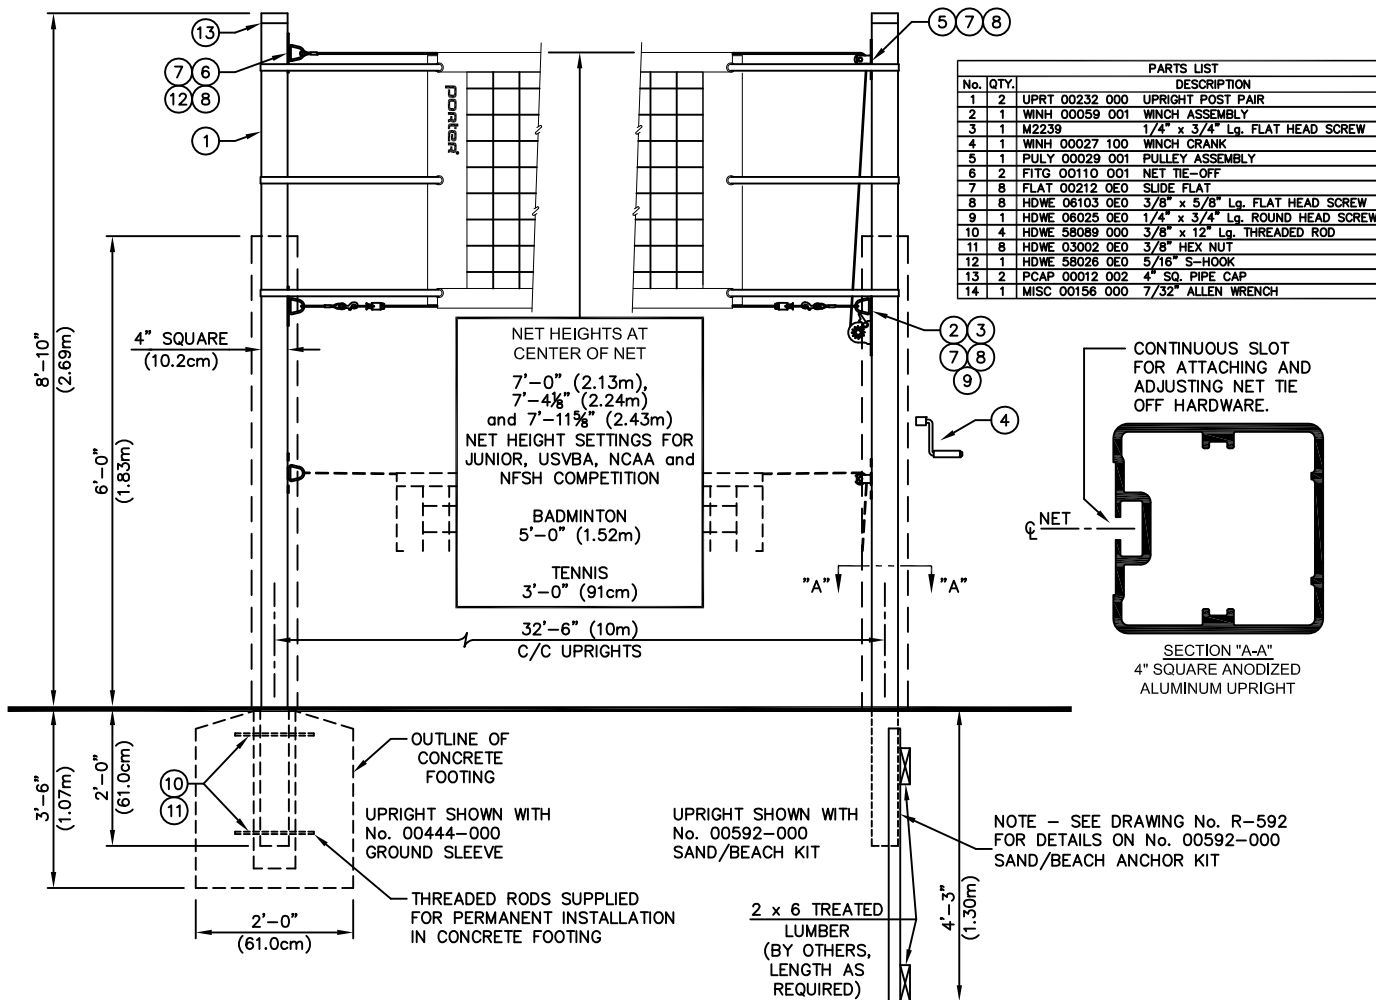 13
7 6
12 8
1
5 7 8
porter
PARTS LIST
No. QTY. DESCRIPTION
1 2 UPRT 00232 000 UPRIGHT POST PAIR
2 1 WINH 00059 001 WINCH ASSEMBLY
3 1 M2239 1/4" x 3/4" Lg. FLAT HEAD SCREW
4 1 WINH 00027 100 WINCH CRANK
5 1 PULY 00029 001 PULLEY ASSEMBLY
6 2 FITG 00110 001 NET TIE-OFF
7 8 FLAT 00212 0E0 SLIDE FLAT
8 8 HDWE 06103 0E0 3/8" x 5/8" Lg. FLAT HEAD SCREW
9 1 HDWE 06025 0E0 1/4" x 3/4" Lg. ROUND HEAD SCREW
10 4 HDWE 58089 000 3/8" x 12" Lg. THREADED ROD
11 8 HDWE 03002 0E0 3/8" HEX NUT
12 1 HDWE 58026 0E0 5/16" S-HOOK
13 2 PCAP 00012 002 4" SQ. PIPE CAP
14 1 MISC 00156 000 7/32" ALLEN WRENCH
8'-10"
(2.69m)
4" SQUARE
(10.2cm)
6'-0"
(1.83m)
NET HEIGHTS AT
CENTER OF NET
7'-0" (2.13m),
7'-4⅛" (2.24m)
and 7'-11⅝" (2.43m)
NET HEIGHT SETTINGS FOR
JUNIOR, USVBA, NCAA and
NFSH COMPETITION
BADMINTON
5'-0" (1.52m)
TENNIS
3'-0" (91cm)
2 3
7 8
9
4
CONTINUOUS SLOT
FOR ATTACHING AND
ADJUSTING NET TIE
OFF HARDWARE.
℄ NET
"A" "A"
SECTION "A-A"
4" SQUARE ANODIZED
ALUMINUM UPRIGHT
32'-6" (10m)
C/C UPRIGHTS
3'-6"
(1.07m)
2'-0"
(61.0cm)
10
11
OUTLINE OF
CONCRETE
FOOTING
UPRIGHT SHOWN WITH
No. 00444-000
GROUND SLEEVE
THREADED RODS SUPPLIED
FOR PERMANENT INSTALLATION
IN CONCRETE FOOTING
2'-0"
(61.0cm)
UPRIGHT SHOWN WITH
No. 00592-000
SAND/BEACH KIT
2 x 6 TREATED
LUMBER
(BY OTHERS,
LENGTH AS
REQUIRED)
4'-3"
(1.30m)
NOTE - SEE DRAWING No. R-592
FOR DETAILS ON No. 00592-000
SAND/BEACH ANCHOR KIT